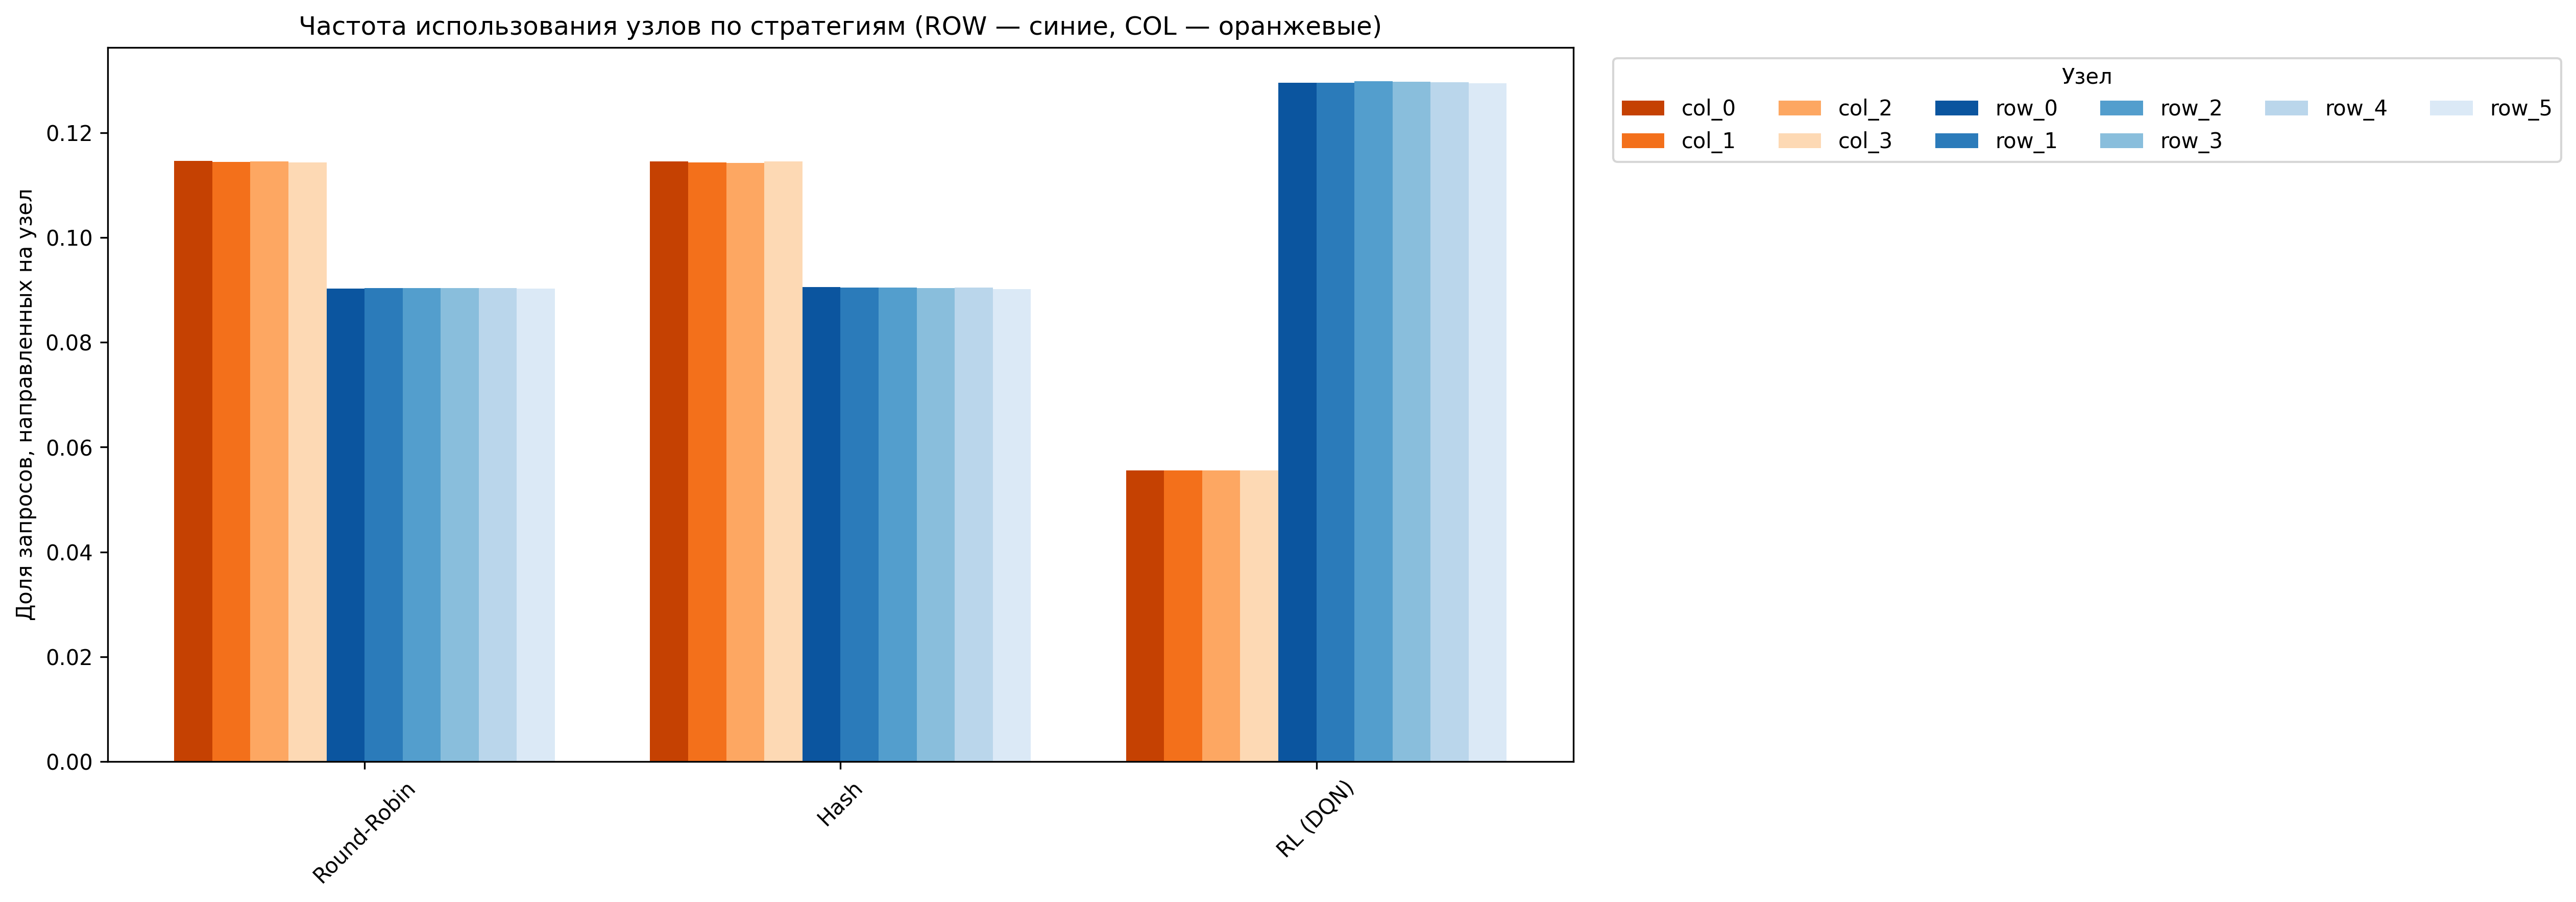 Частота использования узлов по стратегиям (ROW — синие, COL — оранжевые)
Доля запросов, направленных на узел
0.12
0.10
0.08
0.06
0.04
0.02
0.00
Round-Robin
Hash
RL (DQN)
Узел
col_0 col_2 row_0 row_2 row_4 row_5
col_1 col_3 row_1 row_3